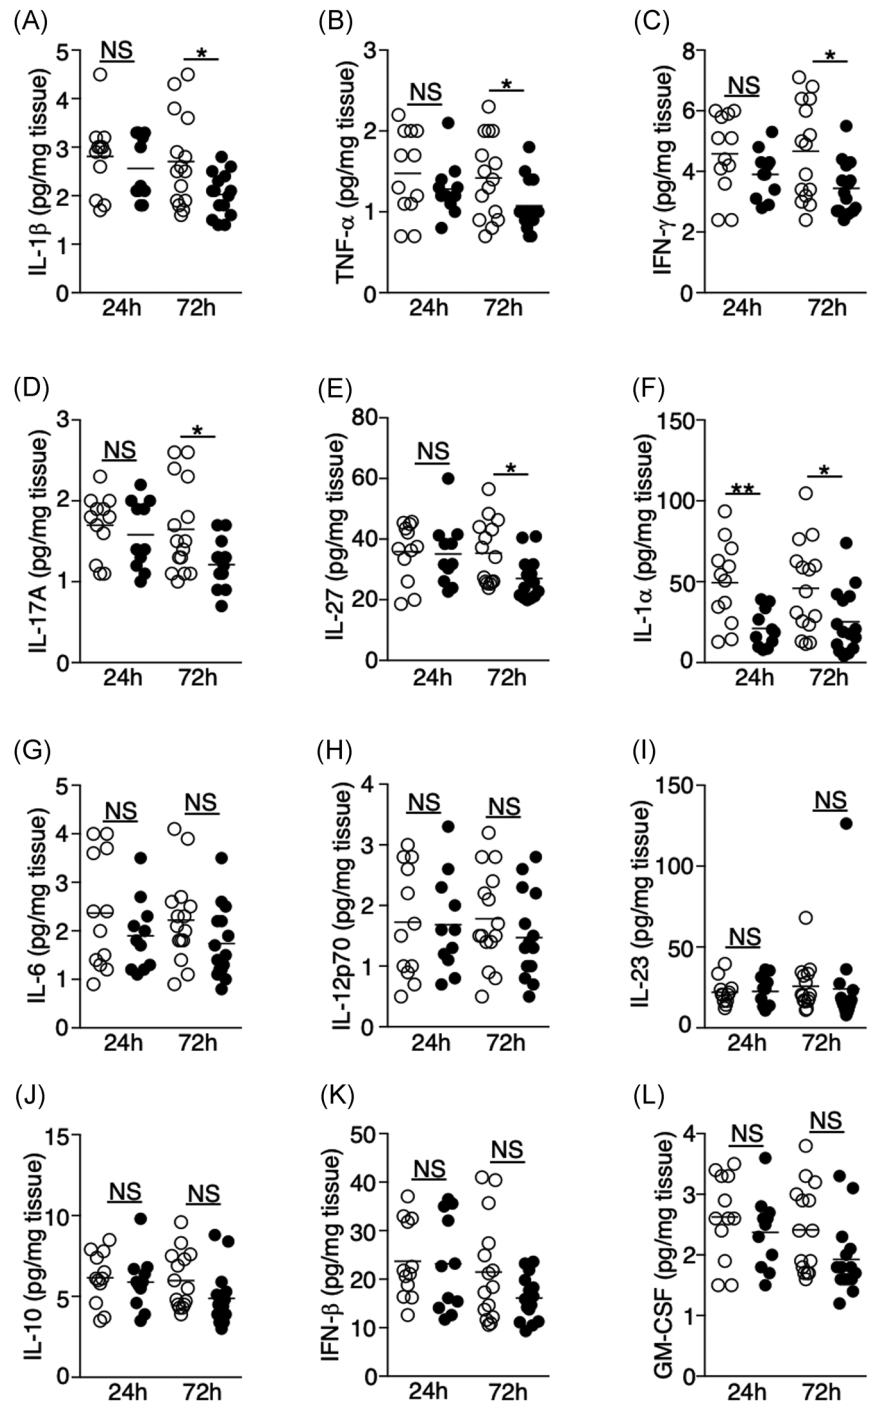 (A)
IL-1β (pg/mg tissue)
5
4
3
2
1
0
NS
*
24h
72h
(B)
TNF-α (pg/mg tissue)
3
2
1
0
NS
*
24h
72h
(C)
IFN-γ (pg/mg tissue)
8
6
4
2
0
NS
*
24h
72h
(D)
IL-17A (pg/mg tissue)
3
2
1
0
NS
*
24h
72h
(E)
IL-27 (pg/mg tissue)
80
60
40
20
0
NS
*
24h
72h
(F)
IL-1α (pg/mg tissue)
150
100
50
0
**
*
24h
72h
(G)
IL-6 (pg/mg tissue)
5
4
3
2
1
0
NS
NS
24h
72h
(H)
IL-12p70 (pg/mg tissue)
4
3
2
1
0
NS
NS
24h
72h
(I)
IL-23 (pg/mg tissue)
150
100
50
0
NS
NS
24h
72h
(J)
IL-10 (pg/mg tissue)
15
10
5
0
NS
NS
24h
72h
(K)
IFN-β (pg/mg tissue)
50
40
30
20
10
0
NS
NS
24h
72h
(L)
GM-CSF (pg/mg tissue)
4
3
2
1
0
NS
NS
24h
72h